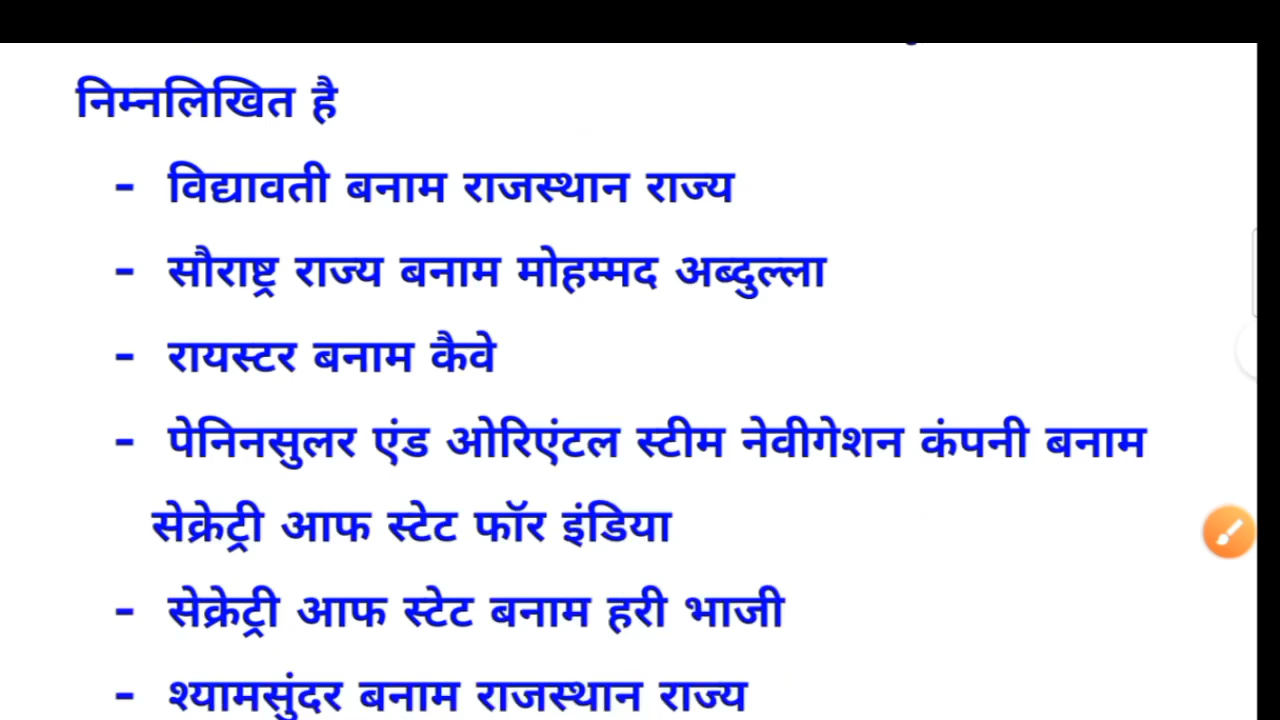 निम्नलिखित है
- विद्यावती बनाम राजस्थान राज्य
- सौराष्ट्र राज्य बनाम मोहम्मद अब्दुल्ला
- रायस्टर बनाम कैवे
- पेनिनसुलर एंड ओरिएंटल स्टीम नेवीगेशन कंपनी बनाम
सेक्रेट्री आफ स्टेट फॉर इंडिया
- सेक्रेट्री आफ स्टेट बनाम हरी भाजी
- श्यामसुंदर बनाम राजस्थान राज्य